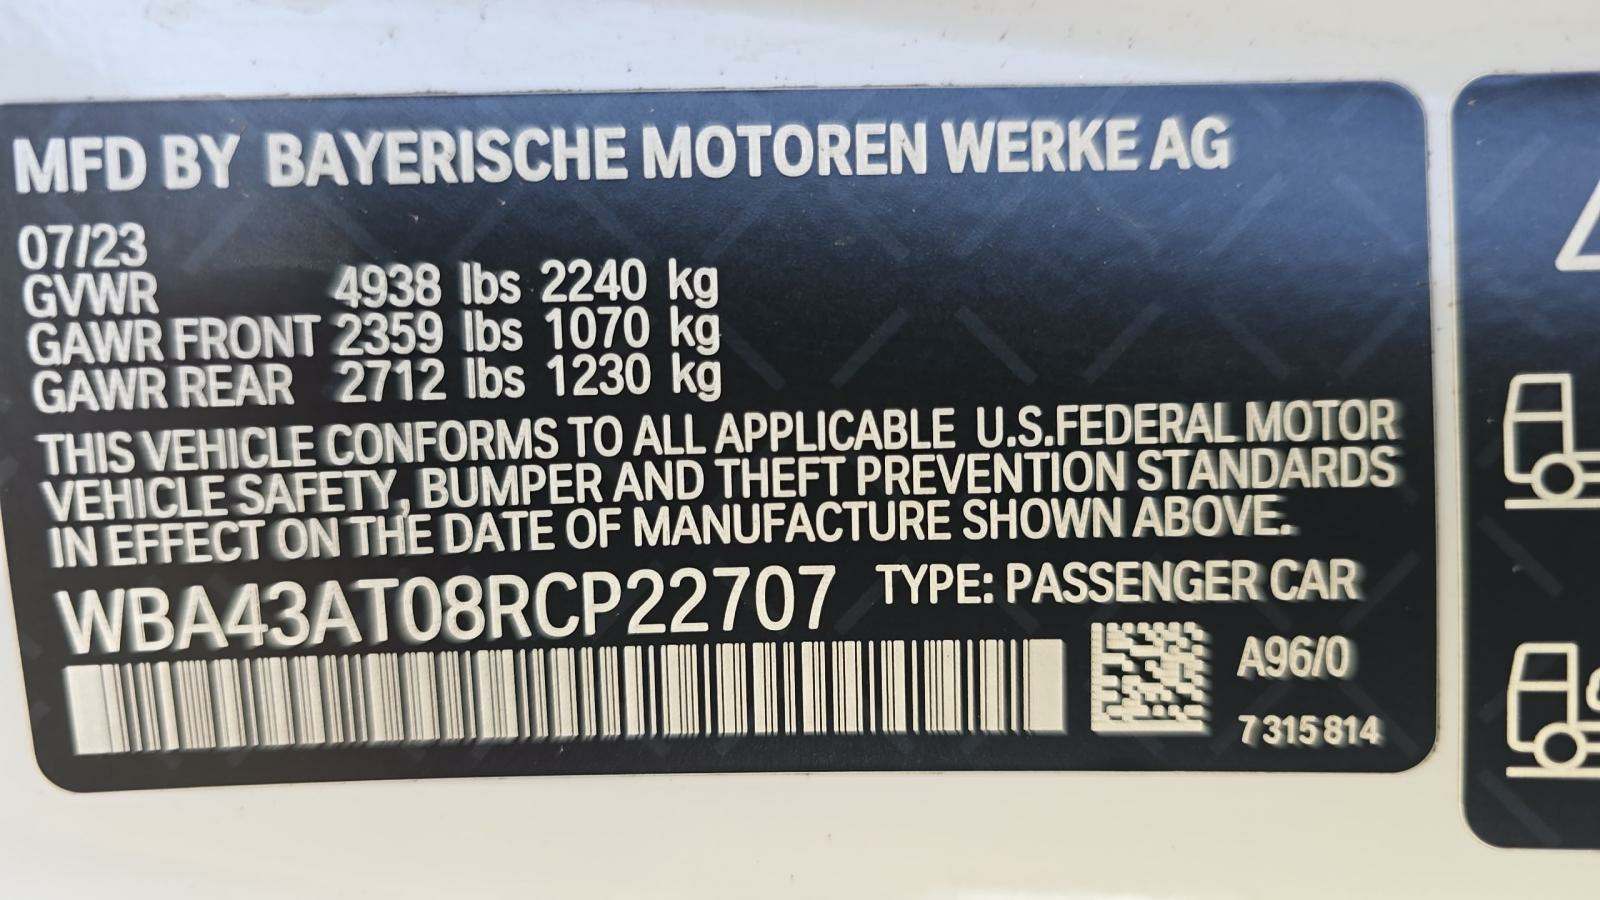 MFD BY BAYERISCHE MOTOREN WERKE AG
07/23
GVWR 4938 lbs 2240 kg
GAWR FRONT 2359 lbs 1070 kg
GAWR REAR 2712 lbs 1230 kg
THIS VEHICLE CONFORMS TO ALL APPLICABLE U.S.FEDERAL MOTOR
VEHICLE SAFETY, BUMPER AND THEFT PREVENTION STANDARDS
IN EFFECT ON THE DATE OF MANUFACTURE SHOWN ABOVE.
WBA43AT08RCP22707 TYPE: PASSENGER CAR
A96/0
7 315 814